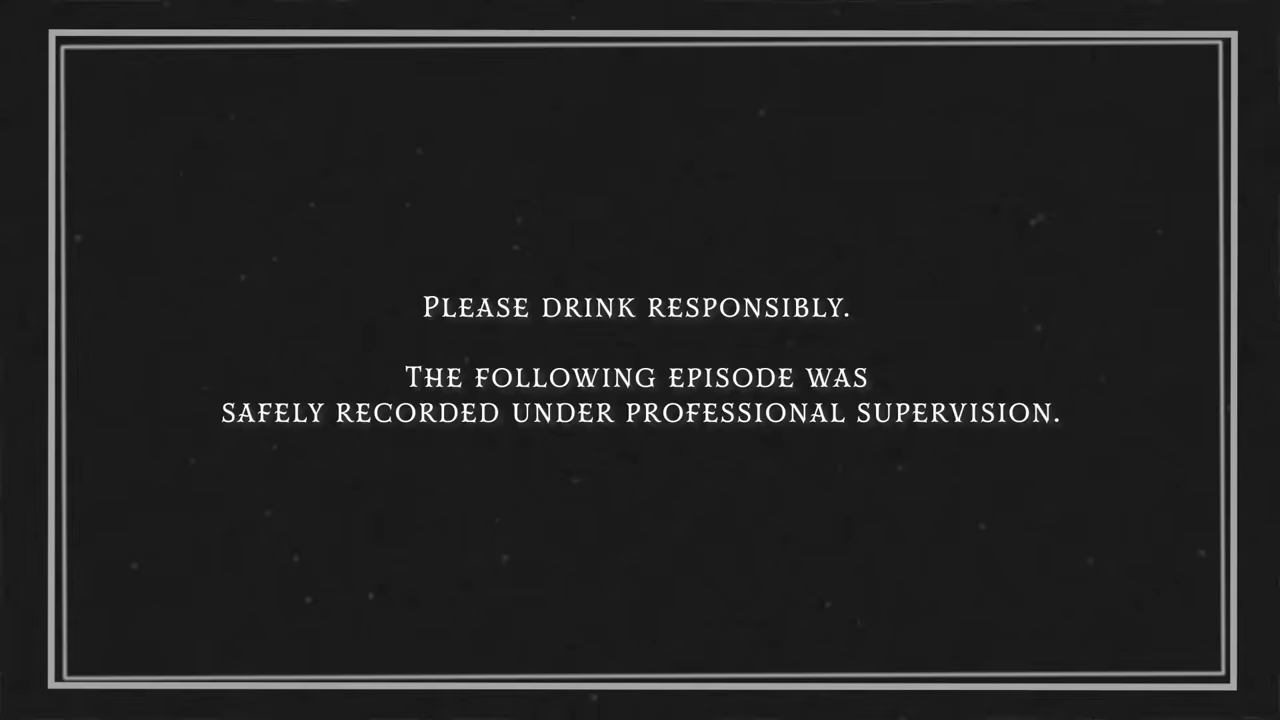 Please drink responsibly.
The following episode was
safely recorded under professional supervision.